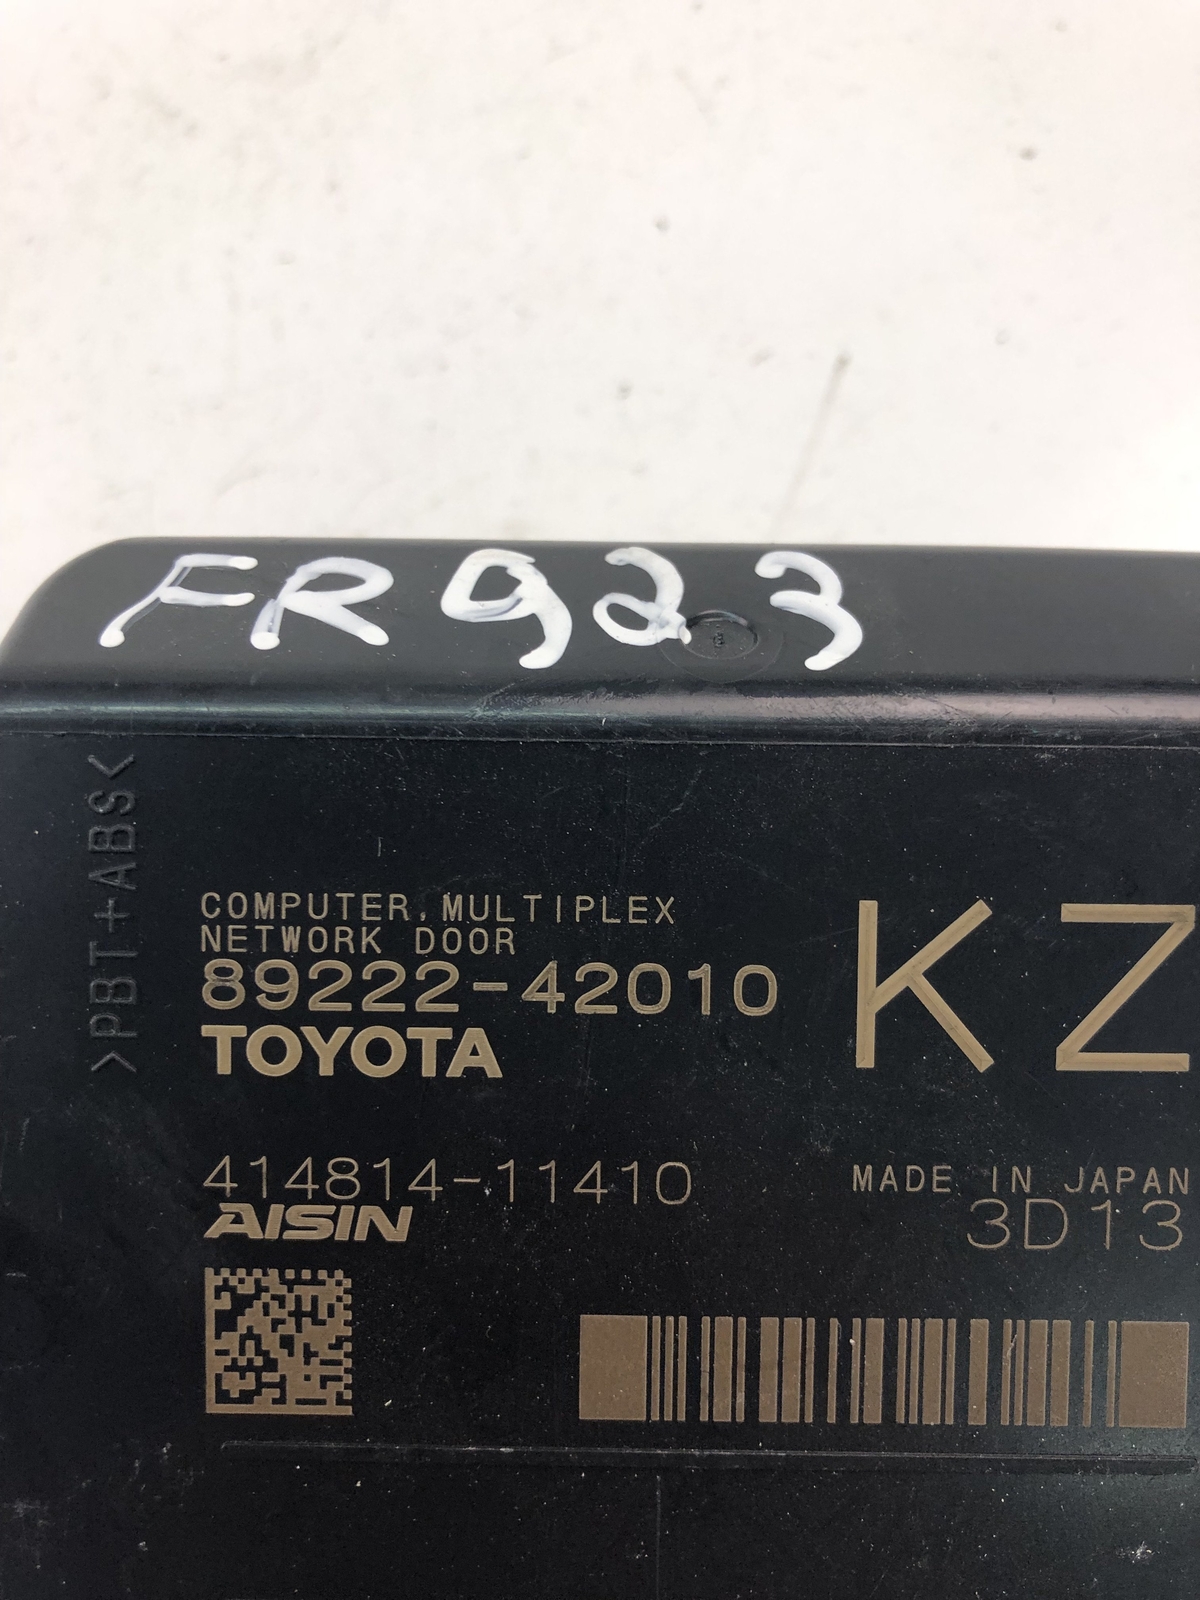 FR923
>PBT+ABS<
COMPUTER, MULTIPLEX
NETWORK DOOR
89222-42010
TOYOTA
KZ
414814-11410
AISIN
MADE IN JAPAN
3D13